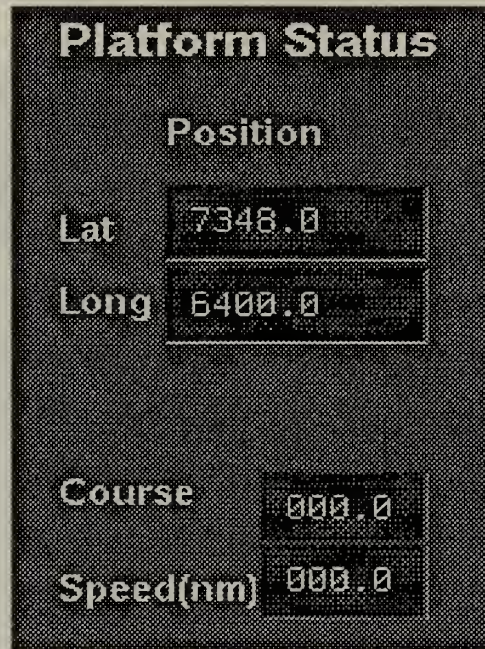 Platform Status
Position
Lat 7348.0
Long 6400.0
Course 000.0
Speed(nm) 000.0